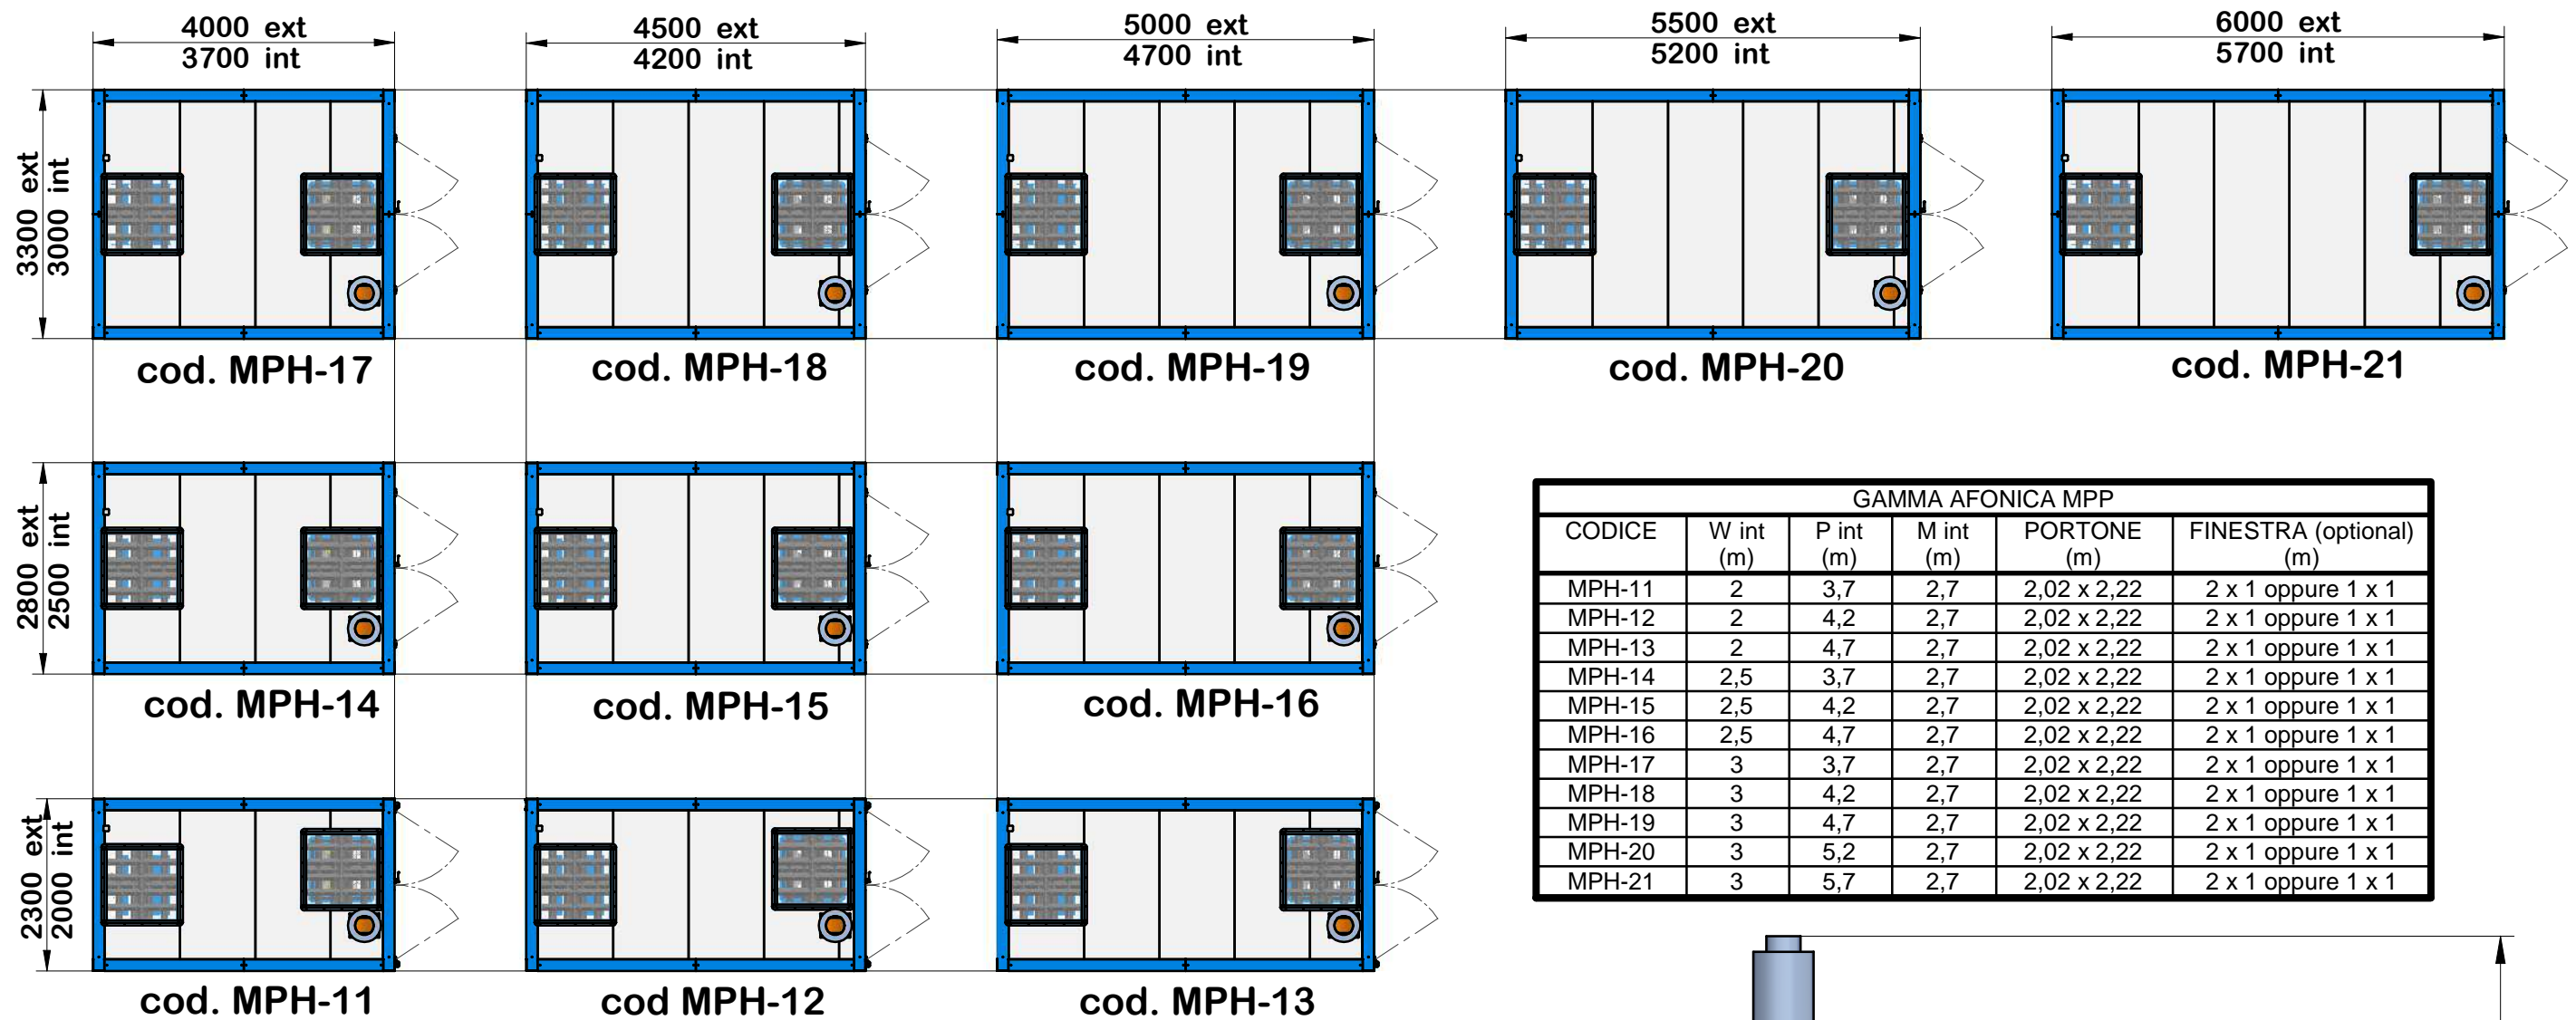 4000 ext
3700 int
4500 ext
4200 int
5000 ext
4700 int
5500 ext
5200 int
6000 ext
5700 int
3300 ext
3000 int
cod. MPH-17
cod. MPH-18
cod. MPH-19
cod. MPH-20
cod. MPH-21
2800 ext
2500 int
cod. MPH-14
cod. MPH-15
cod. MPH-16
2300 ext
2000 int
cod. MPH-11
cod MPH-12
cod. MPH-13
GAMMA AFONICA MPP
CODICE W int (m) P int (m) M int (m) PORTONE (m) FINESTRA (optional) (m)
MPH-11 2 3,7 2,7 2,02 x 2,22 2 x 1 oppure 1 x 1
MPH-12 2 4,2 2,7 2,02 x 2,22 2 x 1 oppure 1 x 1
MPH-13 2 4,7 2,7 2,02 x 2,22 2 x 1 oppure 1 x 1
MPH-14 2,5 3,7 2,7 2,02 x 2,22 2 x 1 oppure 1 x 1
MPH-15 2,5 4,2 2,7 2,02 x 2,22 2 x 1 oppure 1 x 1
MPH-16 2,5 4,7 2,7 2,02 x 2,22 2 x 1 oppure 1 x 1
MPH-17 3 3,7 2,7 2,02 x 2,22 2 x 1 oppure 1 x 1
MPH-18 3 4,2 2,7 2,02 x 2,22 2 x 1 oppure 1 x 1
MPH-19 3 4,7 2,7 2,02 x 2,22 2 x 1 oppure 1 x 1
MPH-20 3 5,2 2,7 2,02 x 2,22 2 x 1 oppure 1 x 1
MPH-21 3 5,7 2,7 2,02 x 2,22 2 x 1 oppure 1 x 1